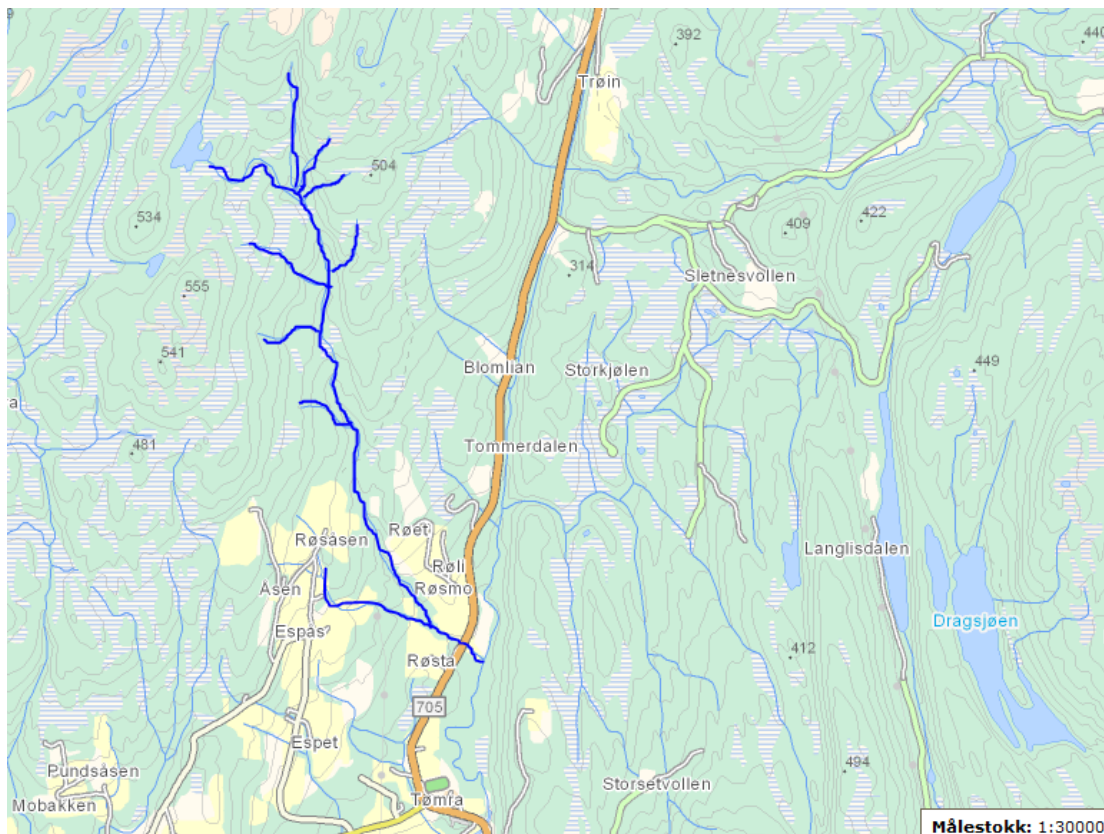 392
440
Trøin
504
534
422
409
314
Sletnesvollen
555
541
Blomlian
Storkjølen
449
a
481
Tommerdalen
Røet
Røsåsen
Langlisdalen
Røli
Åsen
Røsmo
Espås
Dragsjøen
Røsta
412
705
Espet
Pundsåsen
494
Storsetvollen
Mobakken
Tømra
Målestokk: 1:30000